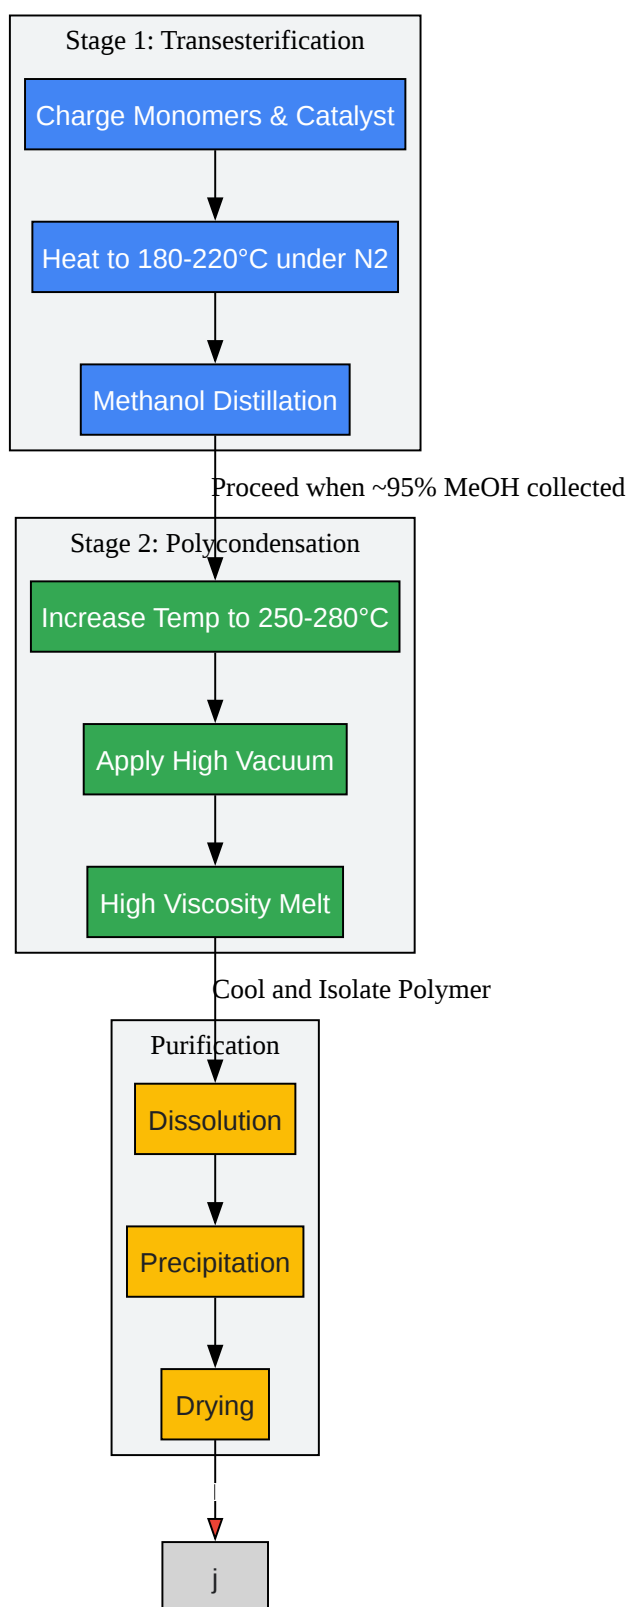 Stage 1: Transesterification
Charge Monomers & Catalyst
Heat to 180-220°C under N2
Methanol Distillation
Proceed when ~95% MeOH collected
Stage 2: Polycondensation
Increase Temp to 250-280°C
Apply High Vacuum
High Viscosity Melt
Cool and Isolate Polymer
Purification
Dissolution
Precipitation
Drying
j